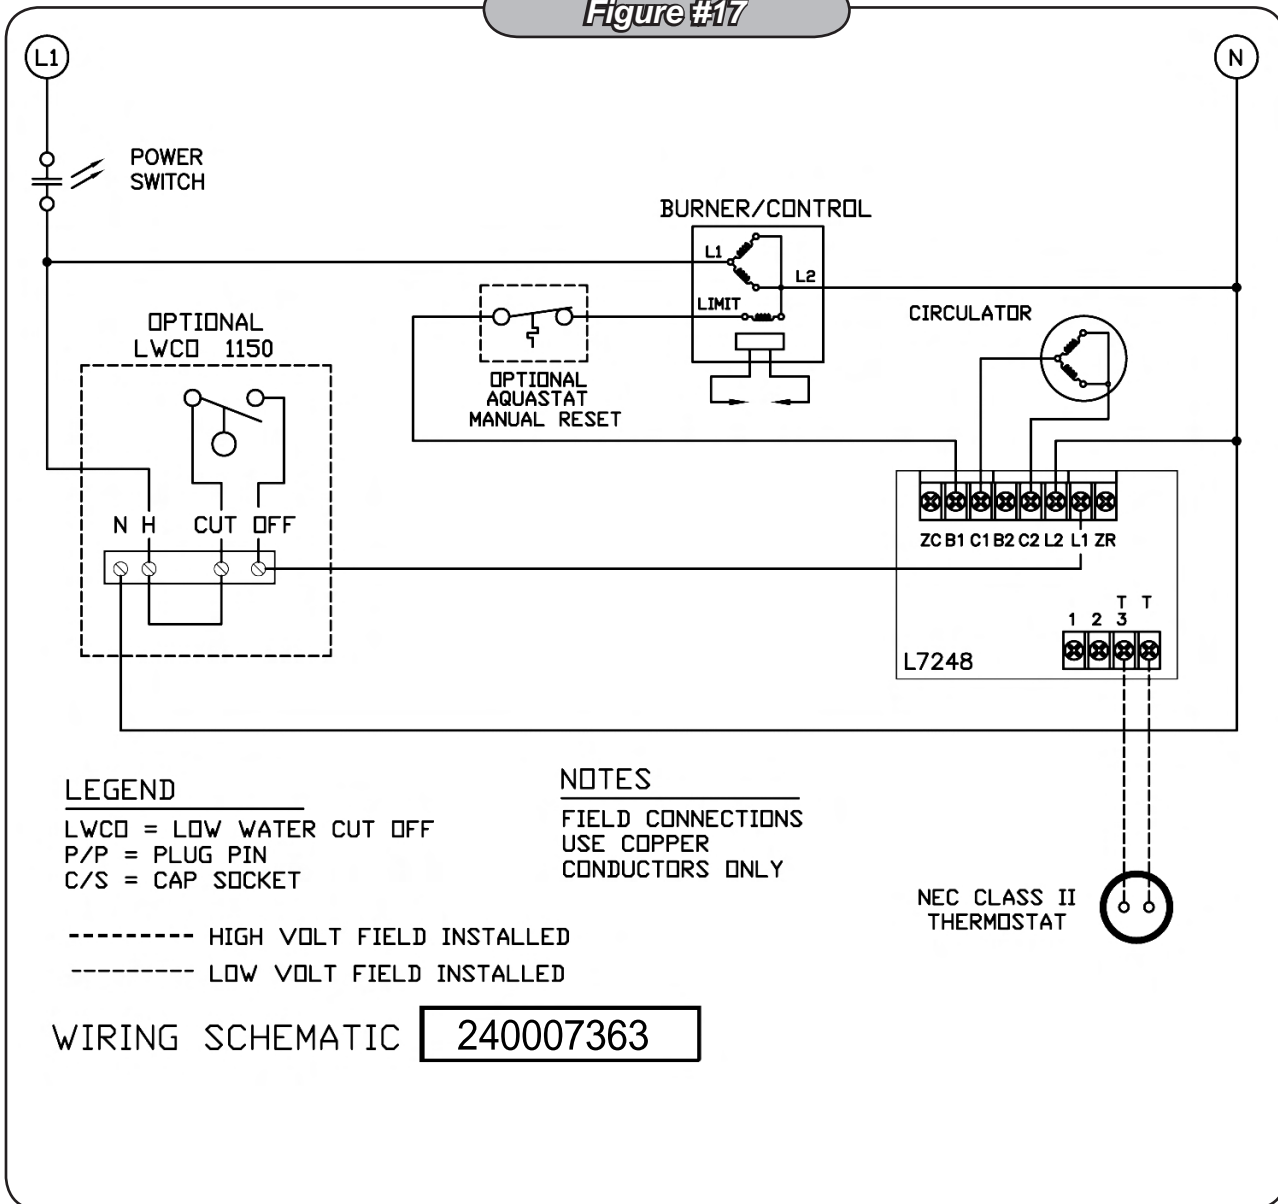 Figure #17
L1
N
POWER
SWITCH
BURNER/CONTROL
L1
L2
LIMIT
CIRCULATOR
OPTIONAL
LWCO 1150
OPTIONAL
AQUASTAT
MANUAL RESET
N H CUT OFF
ZC B1 C1 B2 C2 L2 L1 ZR
T T
1 2 3
L7248
LEGEND
LWCO = LOW WATER CUT OFF
P/P = PLUG PIN
C/S = CAP SOCKET
NOTES
FIELD CONNECTIONS
USE COPPER
CONDUCTORS ONLY
NEC CLASS II
THERMOSTAT
HIGH VOLT FIELD INSTALLED
LOW VOLT FIELD INSTALLED
WIRING SCHEMATIC 240007363